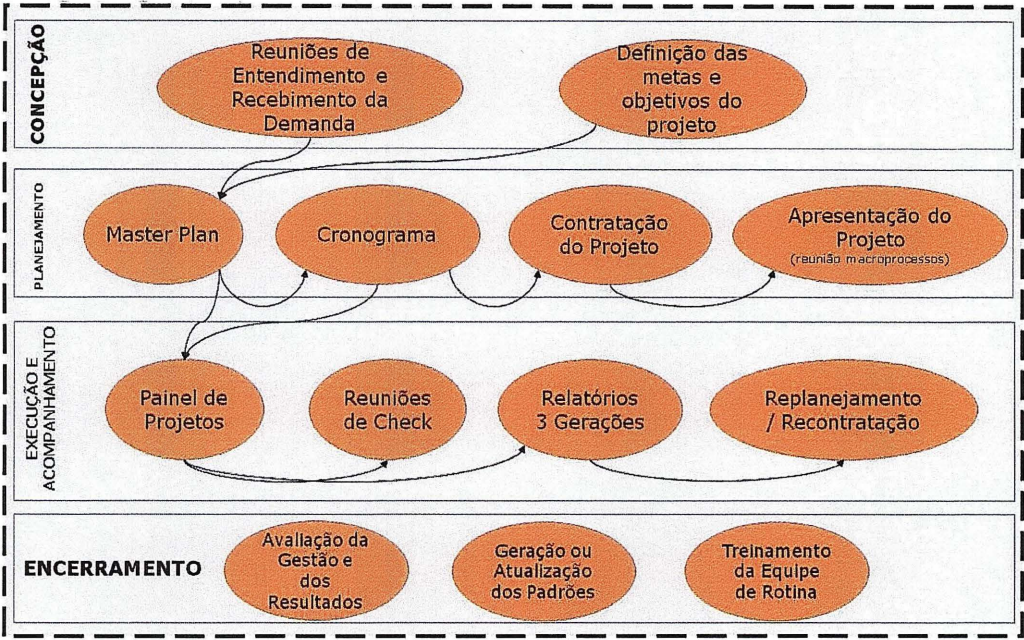 CONCEPÇÃO
Reuniões de
Entendimento e
Recebimento da
Demanda
Definição das
metas e
objetivos do
projeto
PLANEJAMENTO
Master Plan
Cronograma
Contratação
do Projeto
Apresentação do
Projeto
(reunião macroprocessos)
EXECUÇÃO E
ACOMPANHAMENTO
Painel de
Projetos
Reuniões
de Check
Relatórios
3 Gerações
Replanejamento
/ Recontratação
ENCERRAMENTO
Avaliação da
Gestão e
dos
Resultados
Geração ou
Atualização
dos Padrões
Treinamento
da Equipe
de Rotina